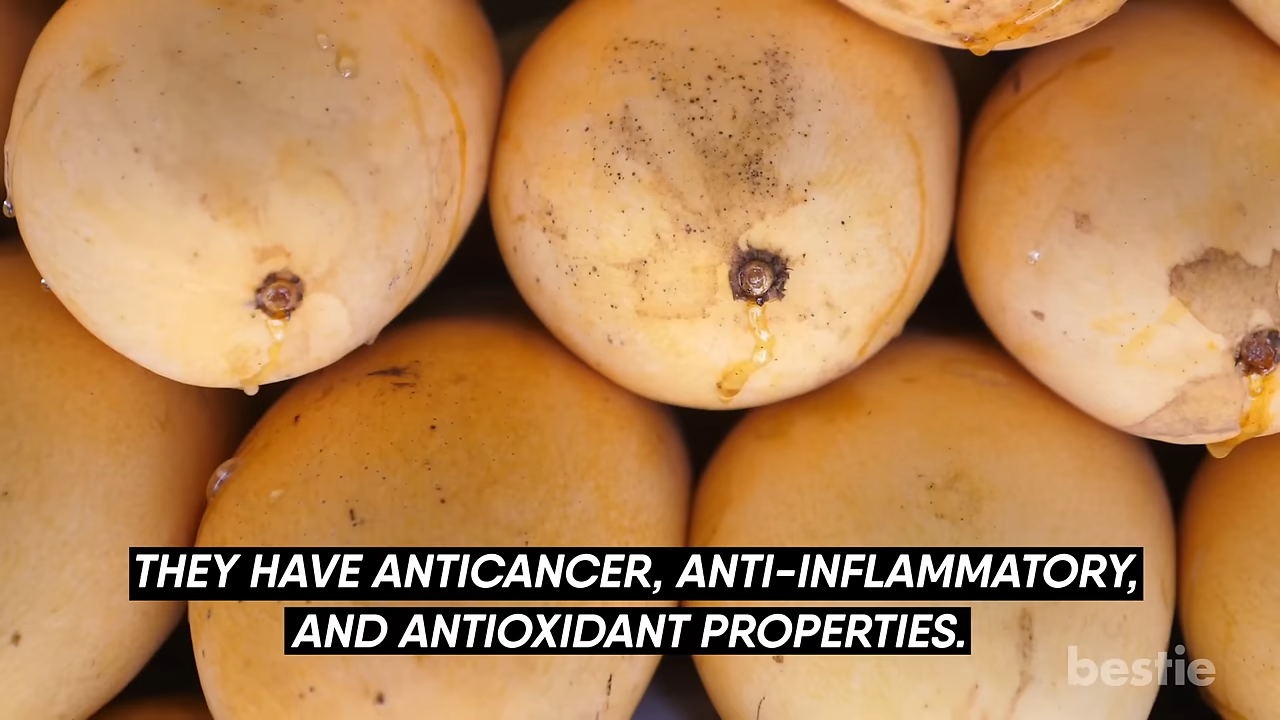 THEY HAVE ANTICANCER, ANTI-INFLAMMATORY,
AND ANTIOXIDANT PROPERTIES.
bestie